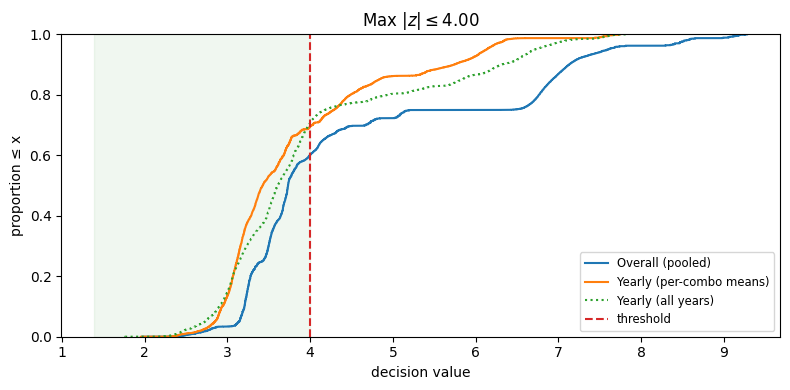 Max |z| ≤ 4.00
proportion ≤ x
1.0
0.8
0.6
0.4
0.2
0.0
1 2 3 4 5 6 7 8 9
decision value
Overall (pooled)
Yearly (per-combo means)
Yearly (all years)
threshold